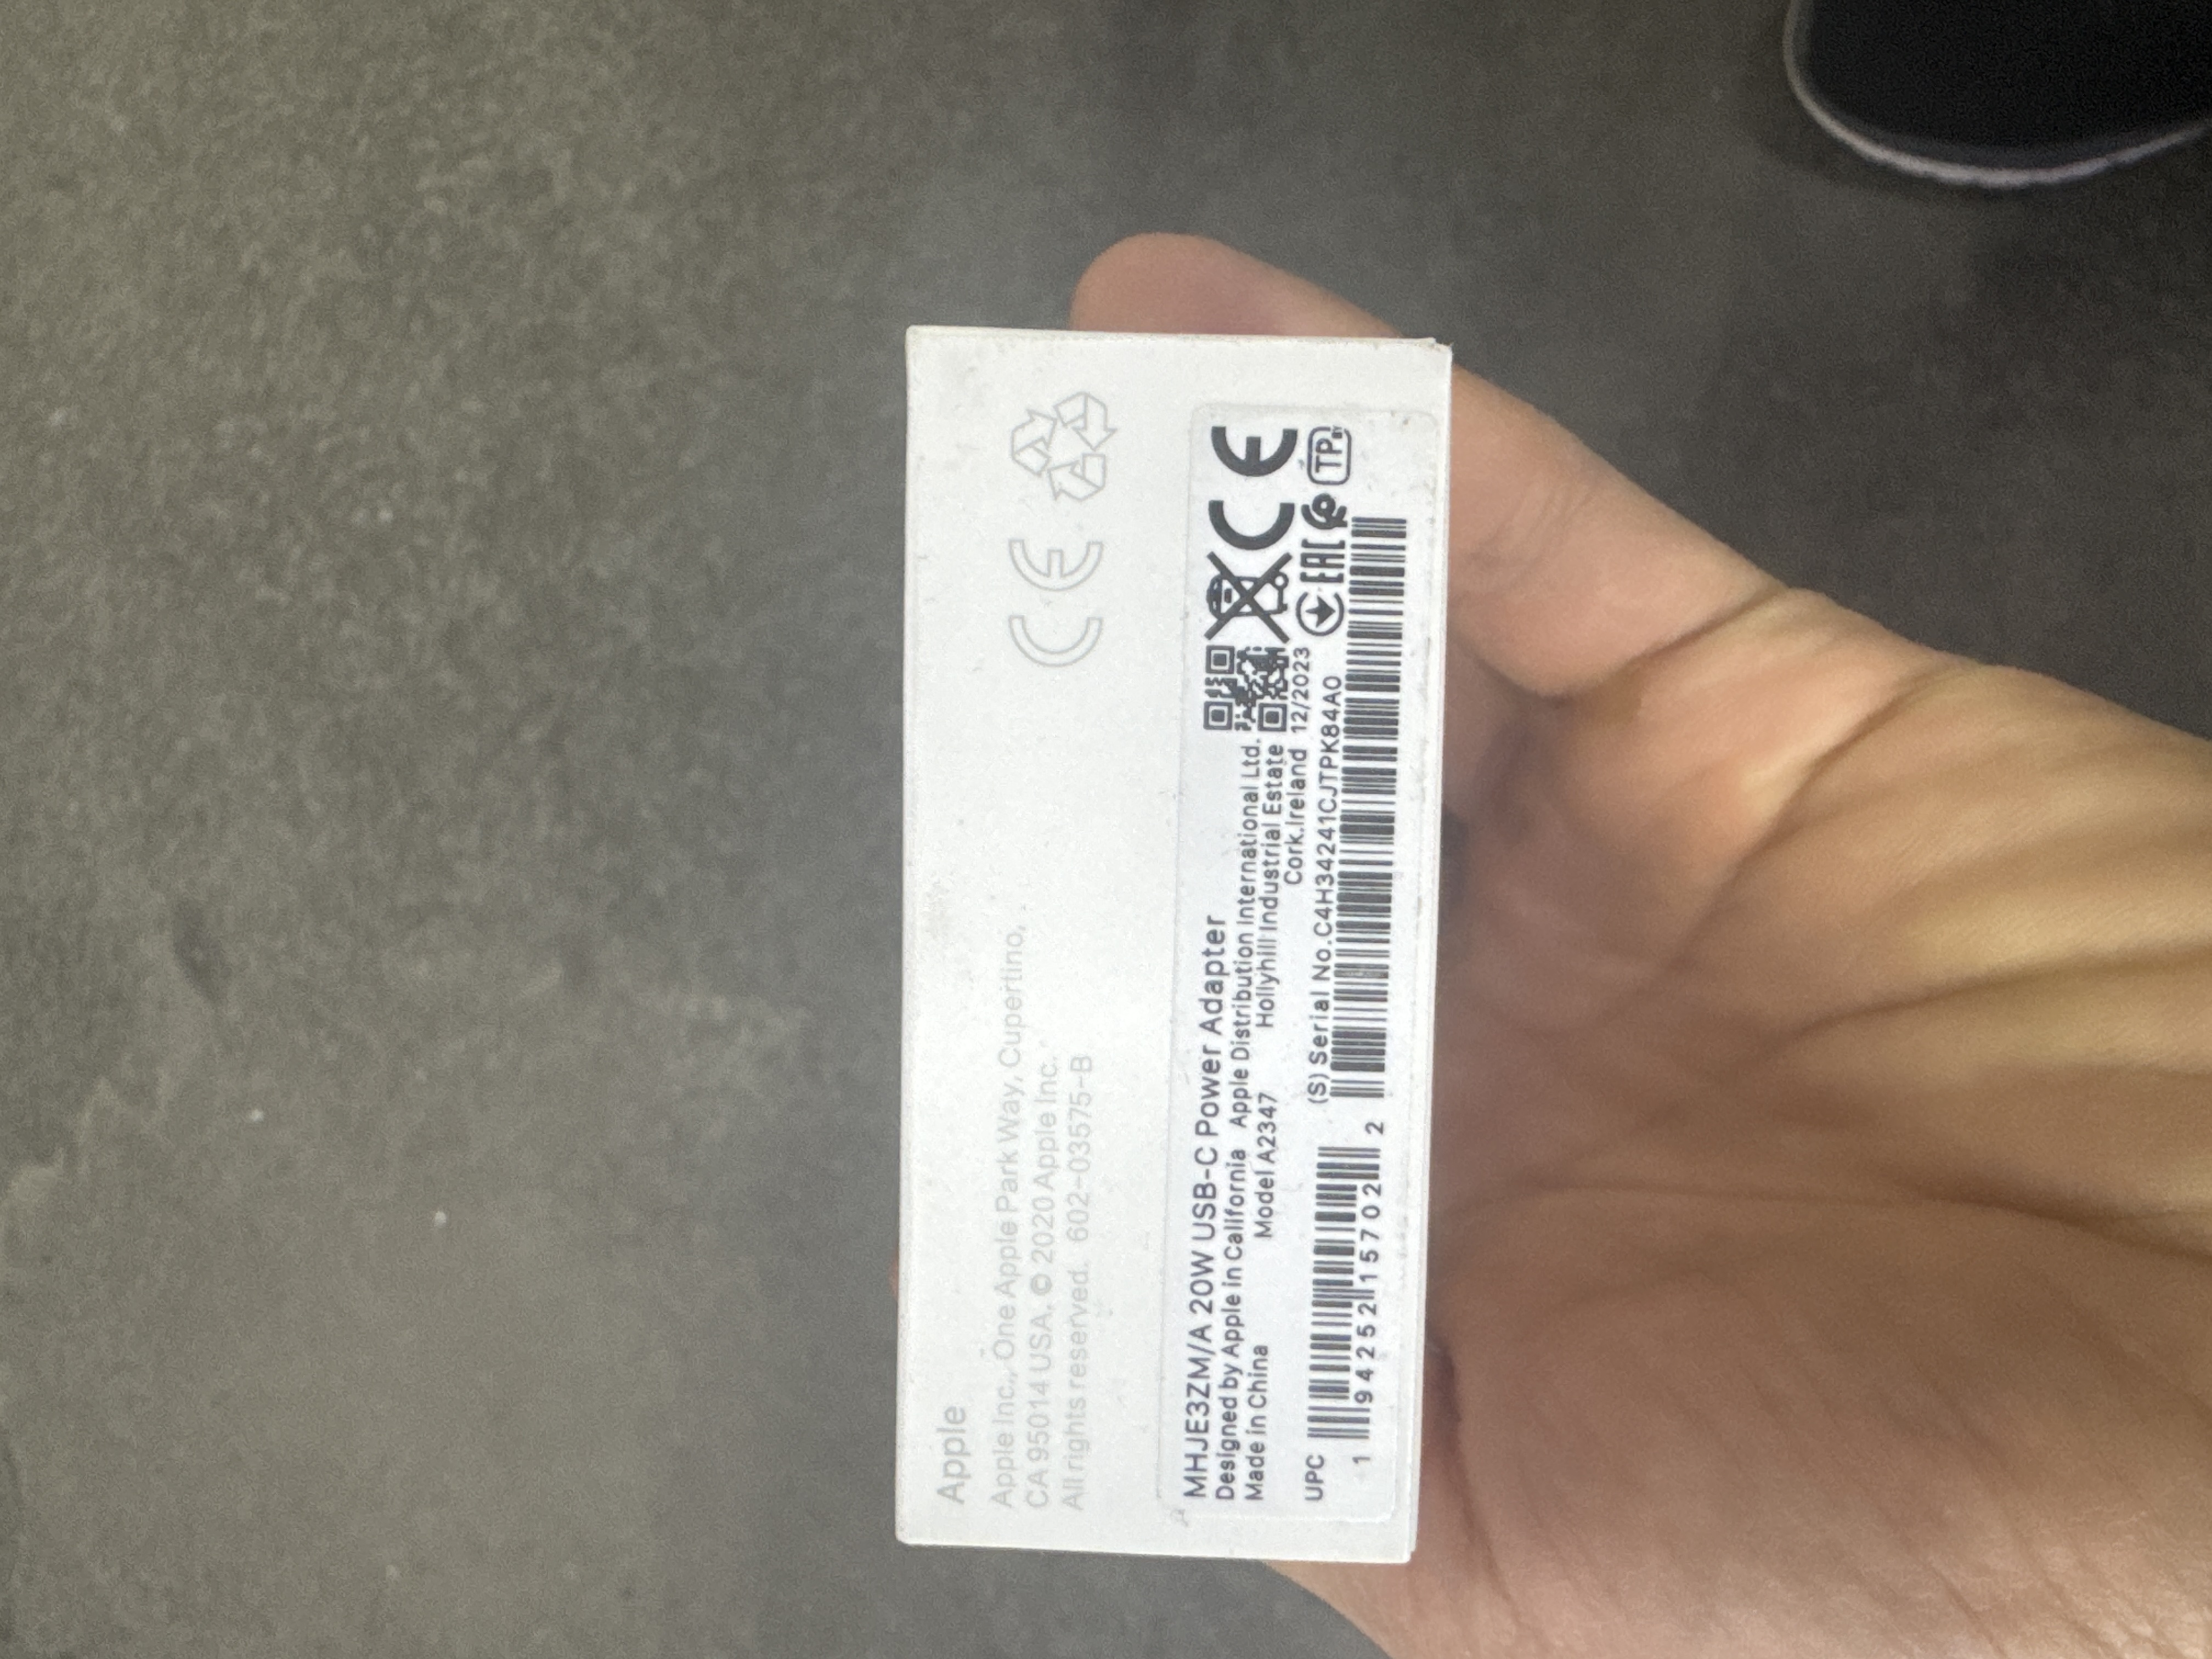 Apple
Apple Inc., One Apple Park Way, Cupertino,
CA 95014 USA. © 2020 Apple Inc.
All rights reserved. 602-03575-B
MHJE3ZM/A 20W USB-C Power Adapter
Designed by Apple in California Apple Distribution International Ltd.
Made in China Model A2347 Hollyhill Industrial Estate
Cork.Ireland 12/2023
CE
EAC
TP
UPC
(S) Serial No.C4H34241CJTPK84A0
1 94252 15702 2
CE